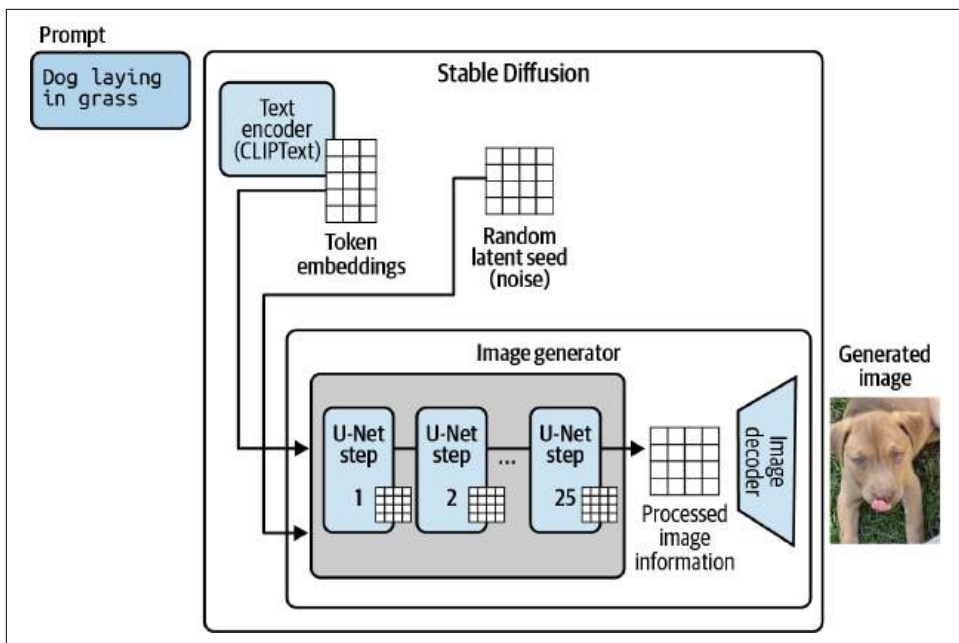 Prompt
Dog laying
in grass
Stable Diffusion
Text
encoder
(CLIPText)
Token
embeddings
Random
latent seed
(noise)
Image generator
U-Net
step
1
U-Net
step
2
...
U-Net
step
25
Processed
image
information
Image
decoder
Generated
image